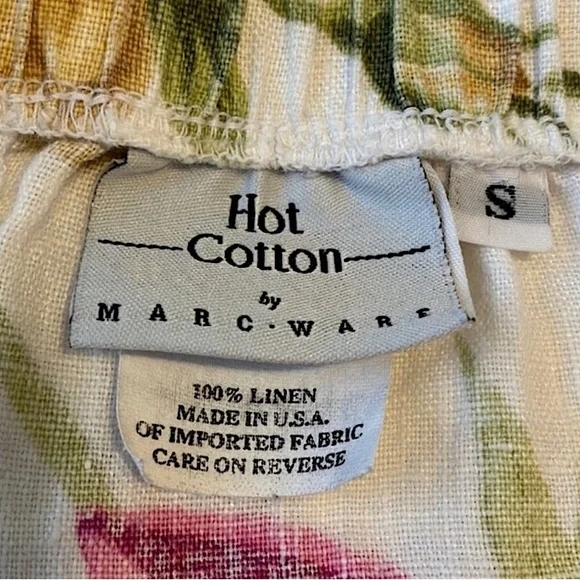 Hot
Cotton
by
MARC·WARE
S
100% LINEN
MADE IN U.S.A.
OF IMPORTED FABRIC
CARE ON REVERSE